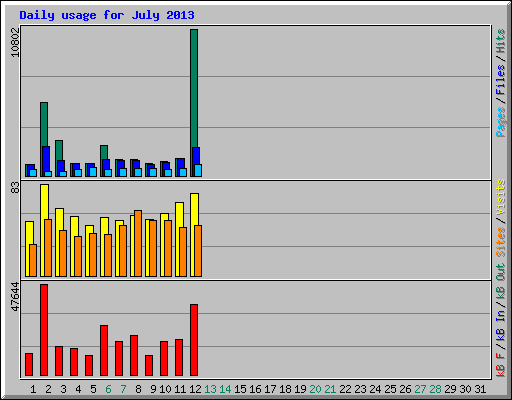 Daily usage for July 2013
10802
83
47644
Pages / Files / Hits
Sites / Visits
kB F / kB In / kB Out
1 2 3 4 5 6 7 8 9 10 11 12 13 14 15 16 17 18 19 20 21 22 23 24 25 26 27 28 29 30 31